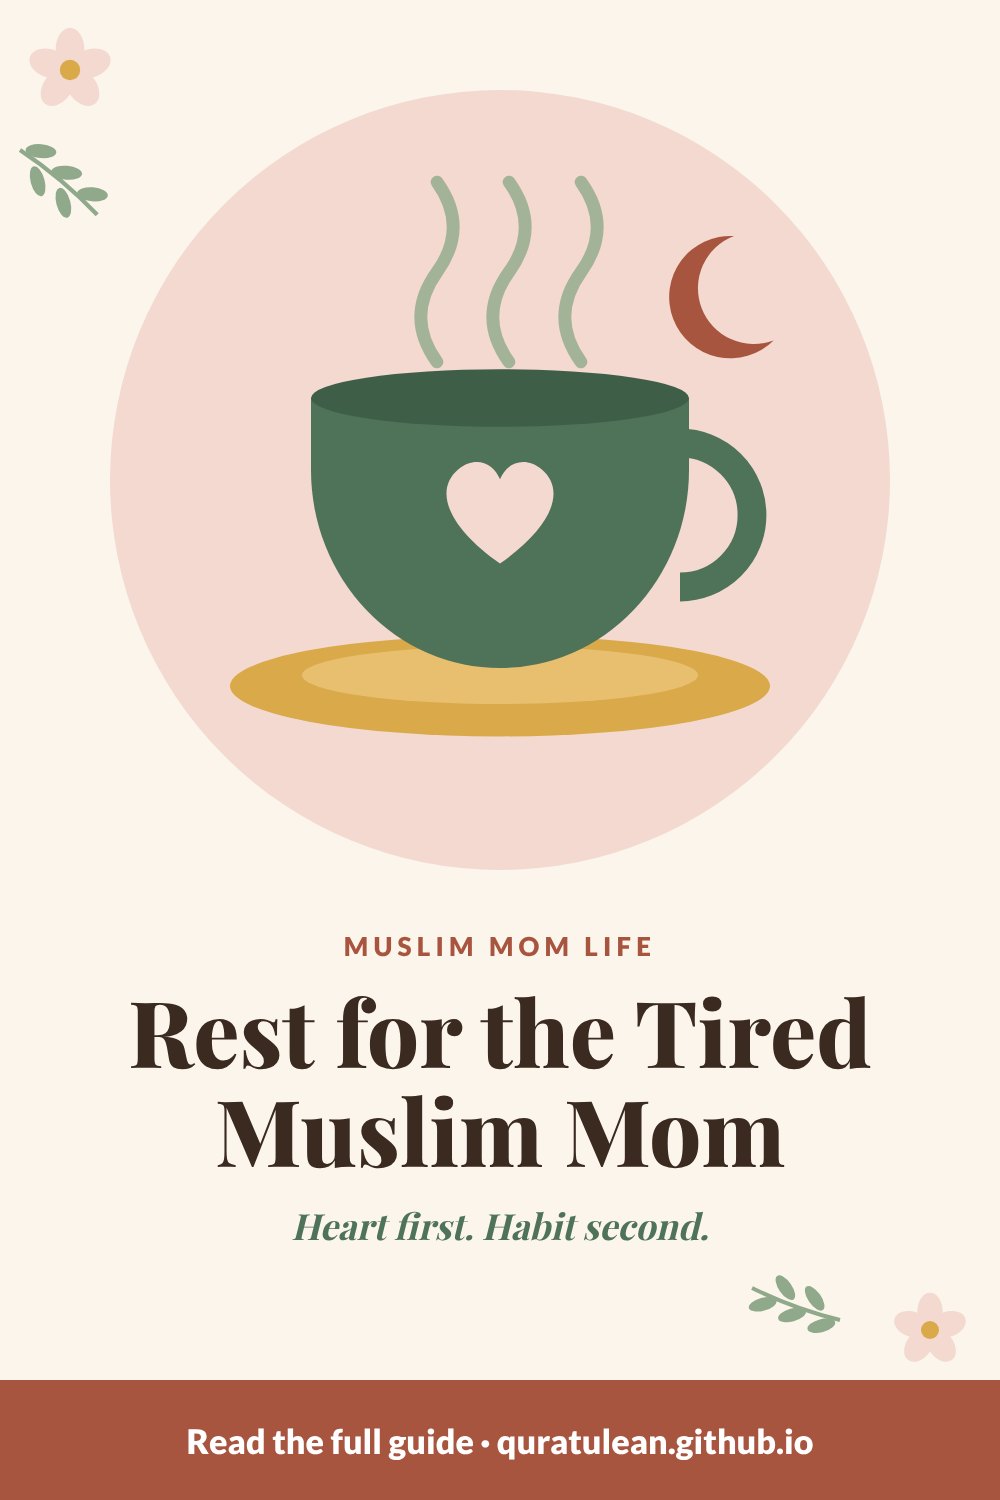 MUSLIM MOM LIFE
Rest for the Tired
Muslim Mom
Heart first. Habit second.
Read the full guide • quratulean.github.io